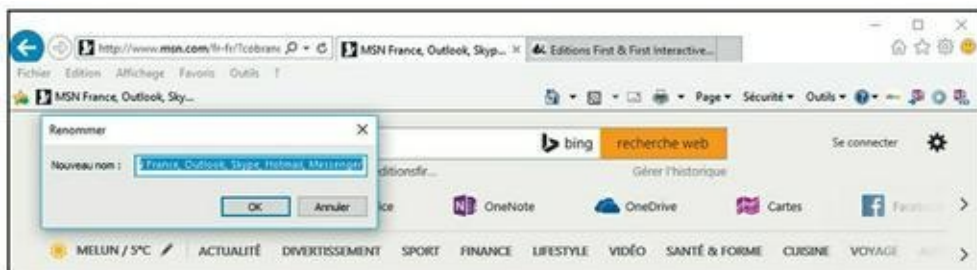 http://www.msn.com/fr-fr/?cobrane
MSN France, Outlook, Skyp...
Editions First & First Interactive...
Fichier Edition Affichage Favoris Outils ?
MSN France, Outlook, Sky...
Page Sécurité Outils
Renommer
Nouveau nom : France, Outlook, Skype, Hotmail, Messenger
OK Annuler
bing recherche web Se connecter
ditionsfir... Gérer l'historique
ice OneNote OneDrive Cartes
MELUN / 5°C ACTUALITÉ DIVERTISSEMENT SPORT FINANCE LIFESTYLE VIDÉO SANTÉ & FORME CUISINE VOYAGE